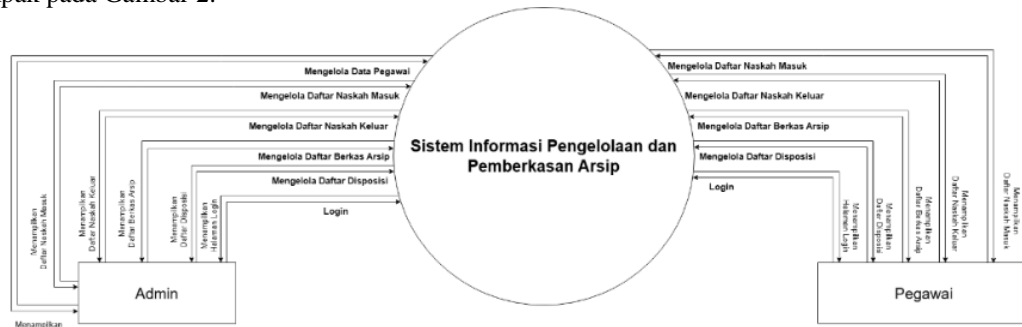 pak pada Gambar 2.
Mengelola Data Pegawai
Mengelola Daftar Naskah Masuk
Mengelola Daftar Naskah Keluar
Mengelola Daftar Berkas Arsip
Mengelola Daftar Disposisi
Login
Menampilkan
Daftar Naskah Masuk
Menampilkan
Daftar Naskah Keluar
Menampilkan
Daftar Berkas Arsip
Menampilkan
Daftar Disposisi
Menampilkan
Halaman Login
Admin
Menampilkan
Sistem Informasi Pengelolaan dan
Pemberkasan Arsip
Mengelola Daftar Naskah Masuk
Mengelola Daftar Naskah Keluar
Mengelola Daftar Berkas Arsip
Mengelola Daftar Disposisi
Login
Menampilkan
Halaman Login
Menampilkan
Daftar Disposisi
Menampilkan
Daftar Berkas Arsip
Menampilkan
Daftar Naskah Keluar
Menampilkan
Daftar Naskah Masuk
Pegawai